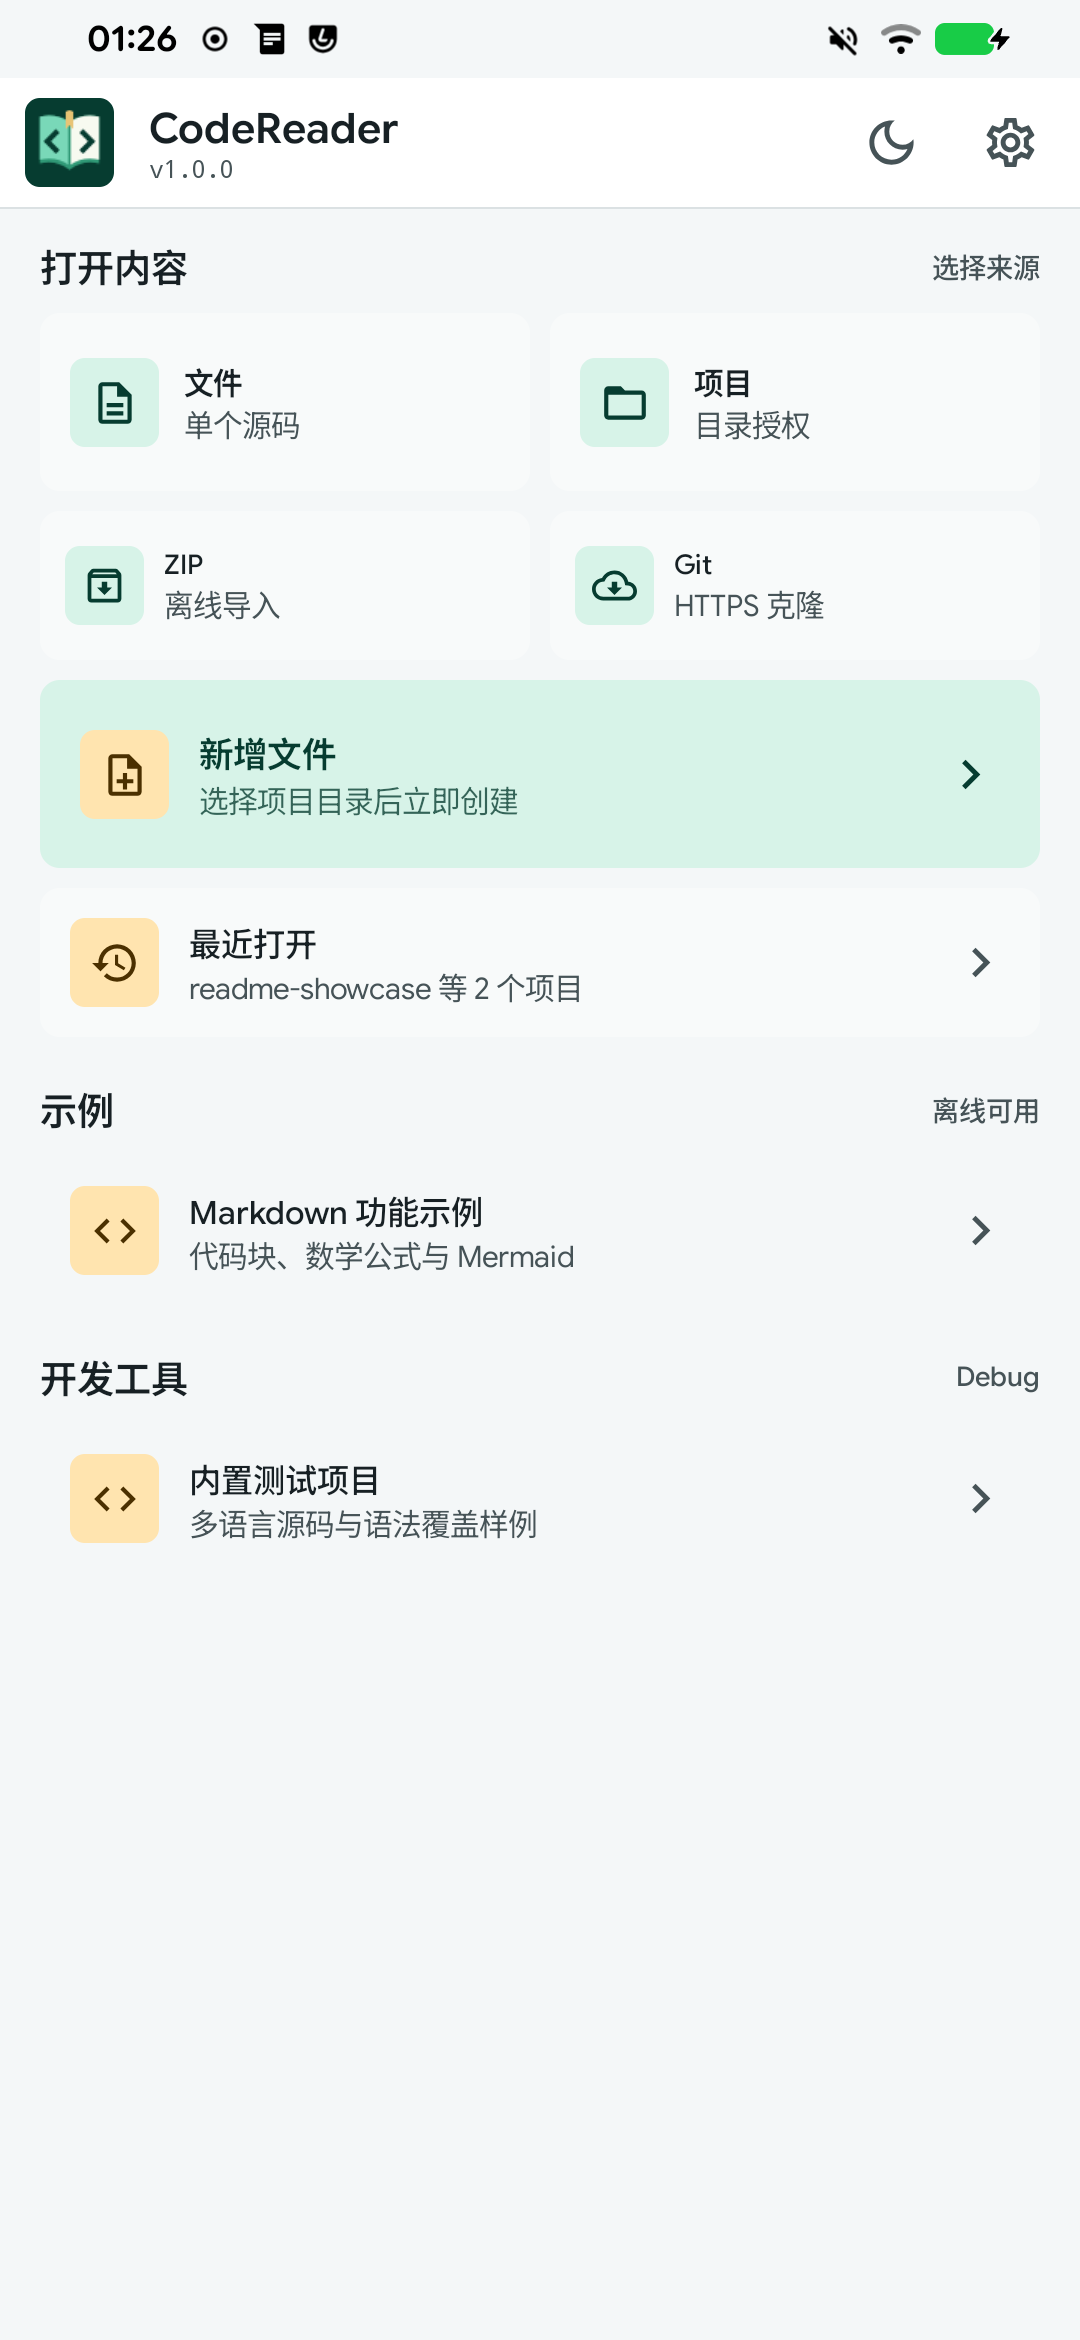 01:26
CodeReader
v1.0.0
打开内容
选择来源
文件
单个源码
项目
目录授权
ZIP
离线导入
Git
HTTPS 克隆
新增文件
选择项目目录后立即创建
最近打开
readme-showcase 等 2 个项目
示例
离线可用
Markdown 功能示例
代码块、数学公式与 Mermaid
开发工具
Debug
内置测试项目
多语言源码与语法覆盖样例